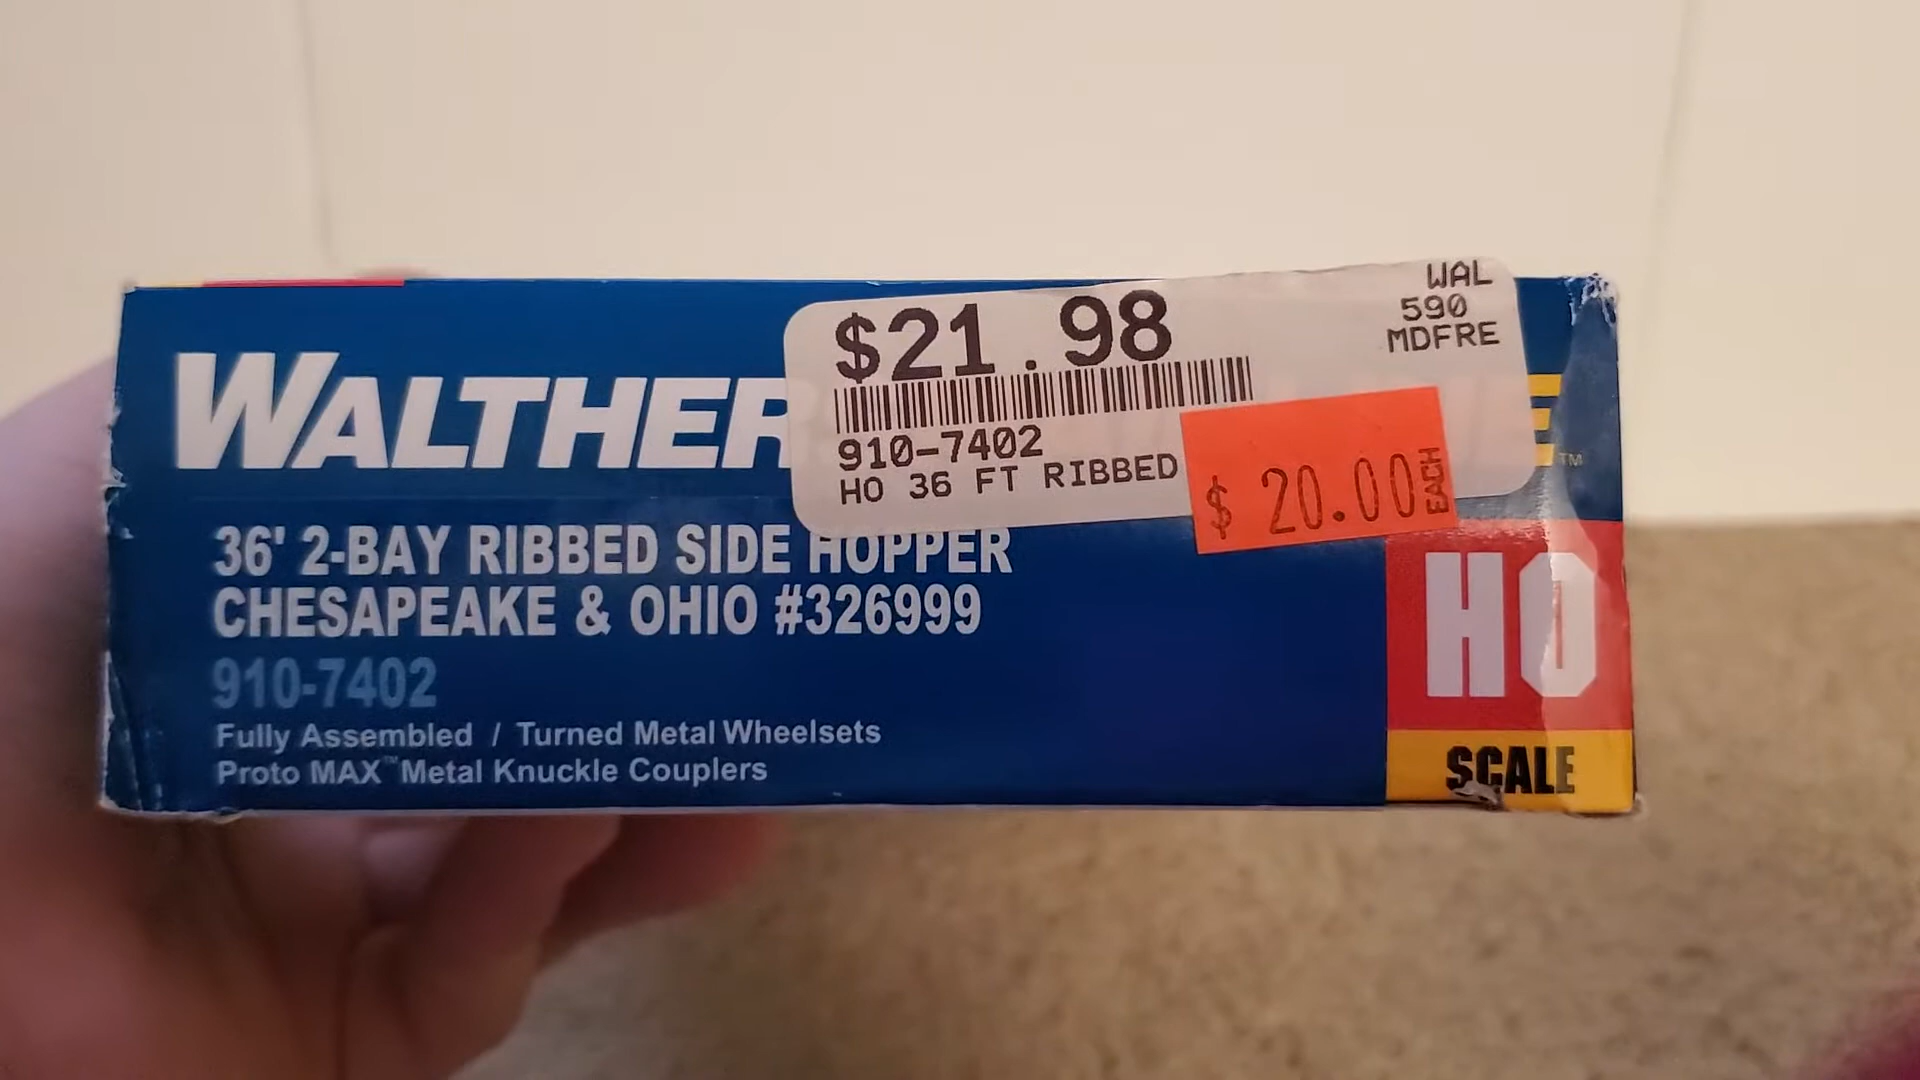 WALTHER
$21.98
WAL
590
MDFRE
910-7402
HO 36 FT RIBBED
$ 20.00 EACH
E™
36' 2-BAY RIBBED SIDE HOPPER
CHESAPEAKE & OHIO #326999
910-7402
Fully Assembled / Turned Metal Wheelsets
Proto MAX™ Metal Knuckle Couplers
HO
SCALE